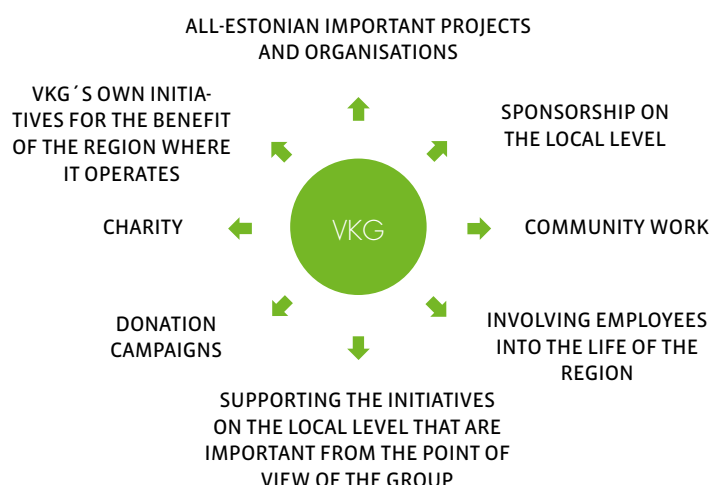 ALL-ESTONIAN IMPORTANT PROJECTS
AND ORGANISATIONS
VKG´S OWN INITIA-
TIVES FOR THE BENEFIT
OF THE REGION WHERE
IT OPERATES
SPONSORSHIP ON
THE LOCAL LEVEL
CHARITY
VKG
COMMUNITY WORK
DONATION
CAMPAIGNS
INVOLVING EMPLOYEES
INTO THE LIFE OF THE
REGION
SUPPORTING THE INITIATIVES
ON THE LOCAL LEVEL THAT ARE
IMPORTANT FROM THE POINT OF
VIEW OF THE GROUP